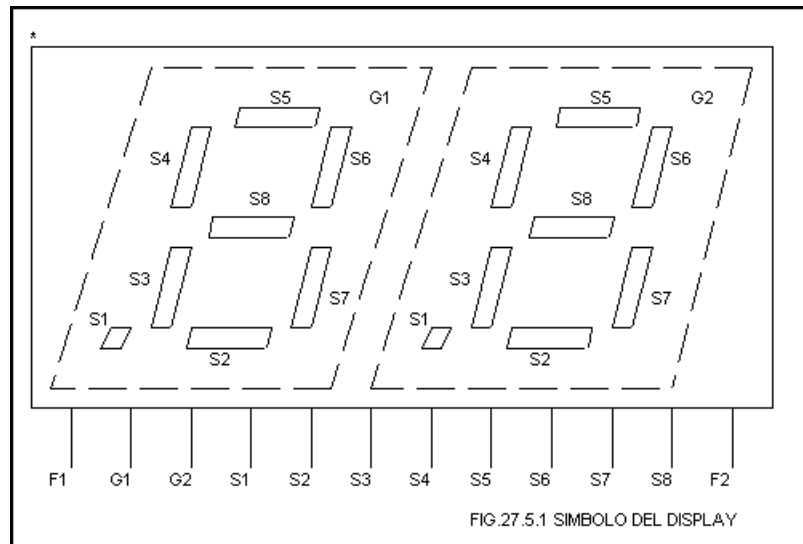 *
S5 G1 S5 G2
S4 S6 S4 S6
S8 S8
S3 S7 S3 S7
S1 S1
S2 S2
F1 G1 G2 S1 S2 S3 S4 S5 S6 S7 S8 F2
FIG.27.5.1 SIMBOLO DEL DISPLAY